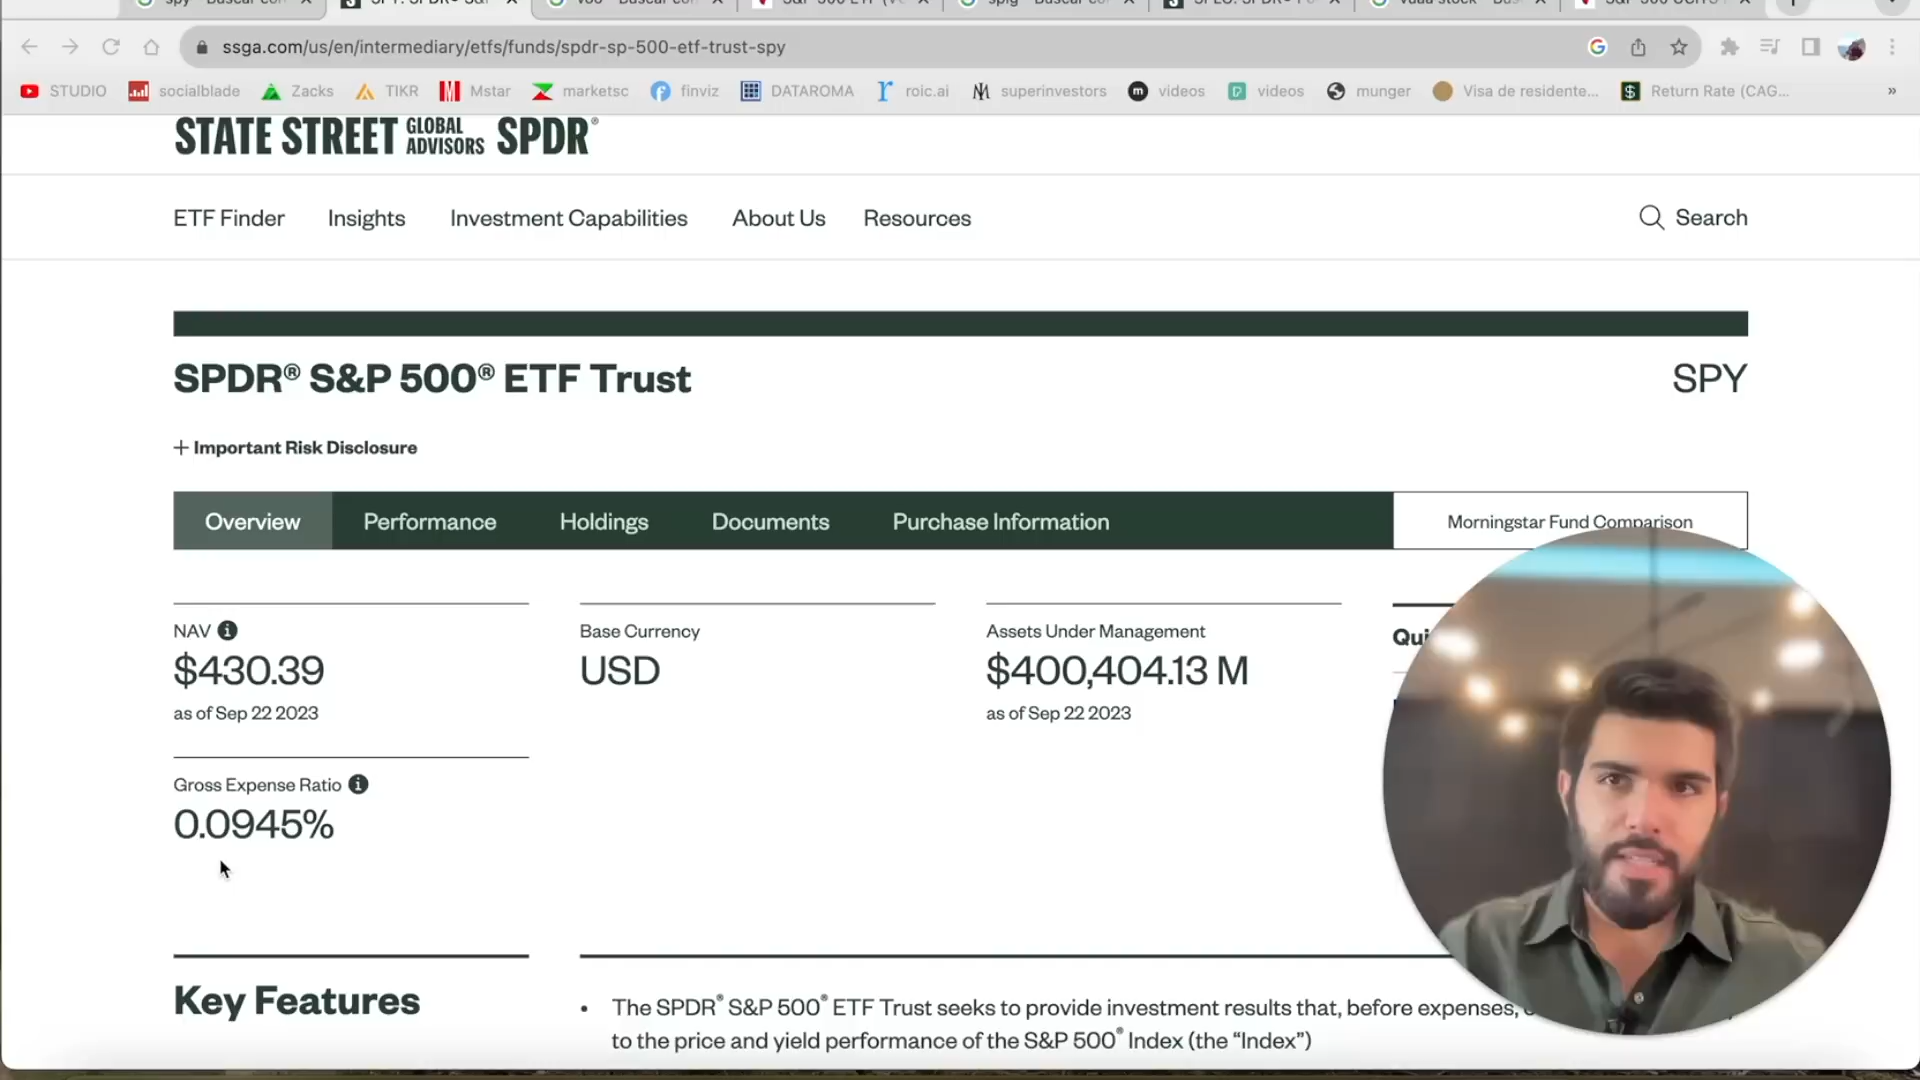 ssga.com/us/en/intermediary/etfs/funds/spdr-sp-500-etf-trust-spy
STUDIO socialblade Zacks TIKR Mstar marketsc finviz DATAROMA roic.ai superinvestors videos videos munger Visa de residente... Return Rate (CAG... »
STATE STREET GLOBAL ADVISORS SPDR®
ETF Finder Insights Investment Capabilities About Us Resources Search
SPDR® S&P 500® ETF Trust SPY
+ Important Risk Disclosure
Overview Performance Holdings Documents Purchase Information Morningstar Fund Comparison
NAV Base Currency Assets Under Management
$430.39 USD $400,404.13 M
as of Sep 22 2023 as of Sep 22 2023
Gross Expense Ratio
0.0945%
Key Features
• The SPDR® S&P 500® ETF Trust seeks to provide investment results that, before expenses,
to the price and yield performance of the S&P 500® Index (the “Index”)